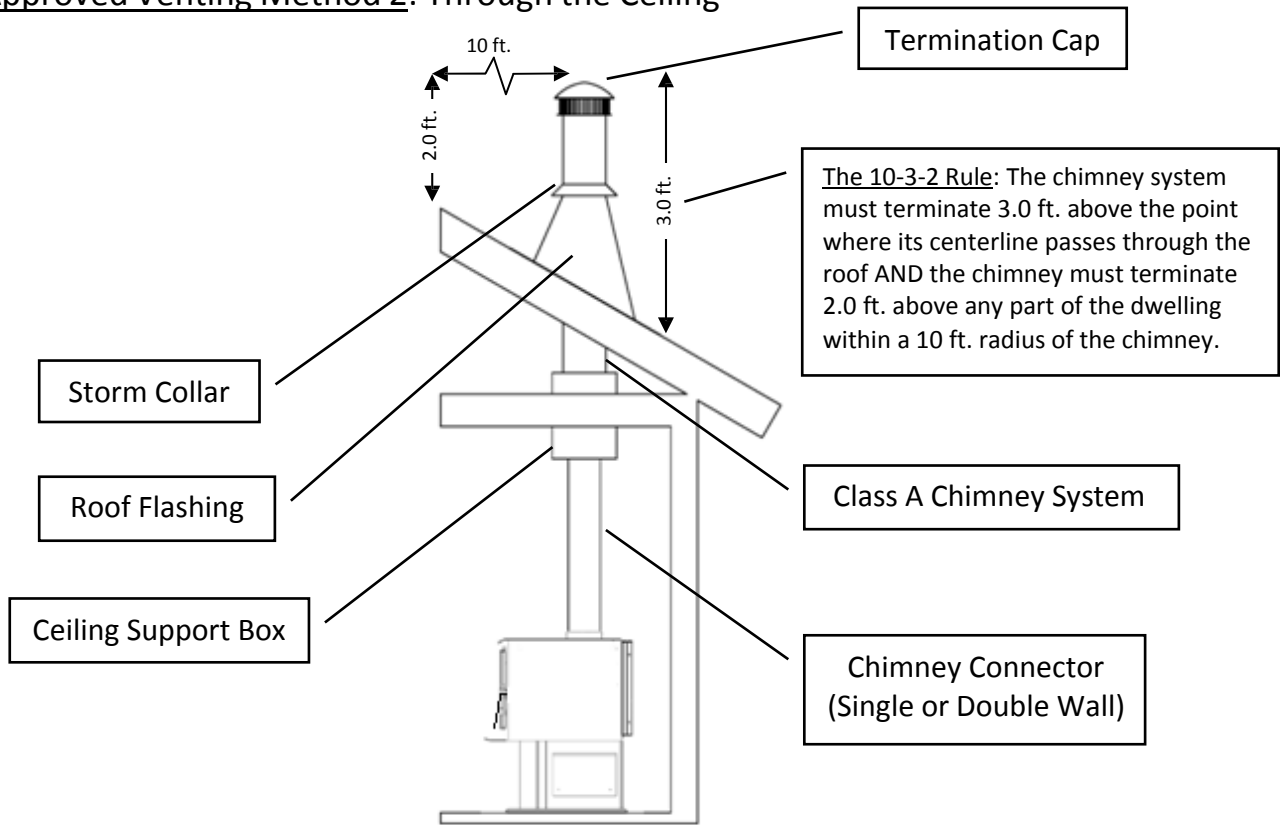 Approved Venting Method 2: Through the Ceiling
10 ft.
Termination Cap
2.0 ft.
3.0 ft.
The 10-3-2 Rule: The chimney system
must terminate 3.0 ft. above the point
where its centerline passes through the
roof AND the chimney must terminate
2.0 ft. above any part of the dwelling
within a 10 ft. radius of the chimney.
Storm Collar
Roof Flashing
Class A Chimney System
Ceiling Support Box
Chimney Connector
(Single or Double Wall)